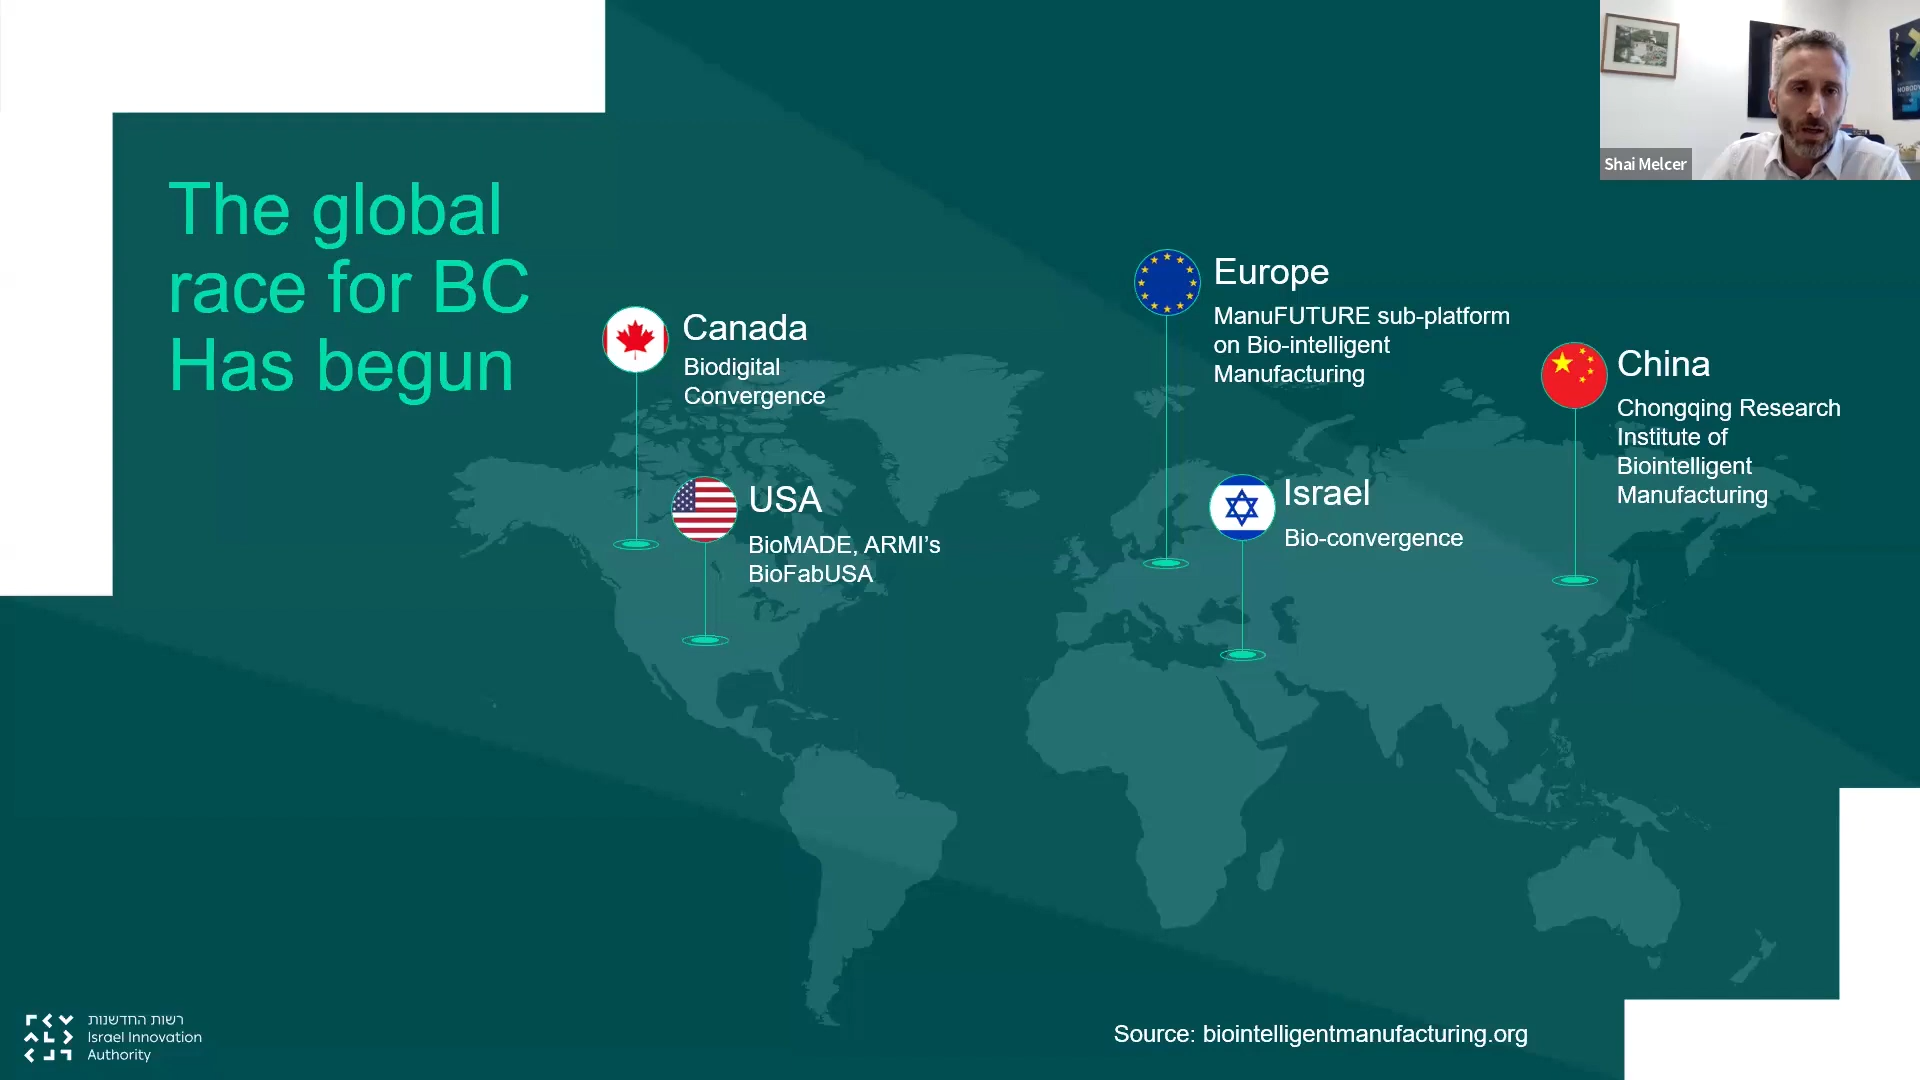 The global
race for BC
Has begun
Canada
Biodigital
Convergence
USA
BioMADE, ARMI’s
BioFabUSA
Europe
ManuFUTURE sub-platform
on Bio-intelligent
Manufacturing
Israel
Bio-convergence
China
Chongqing Research
Institute of
Biointelligent
Manufacturing
Shai Melcer
NOBODY
רשות החדשנות
Israel Innovation
Authority
Source: biointelligentmanufacturing.org